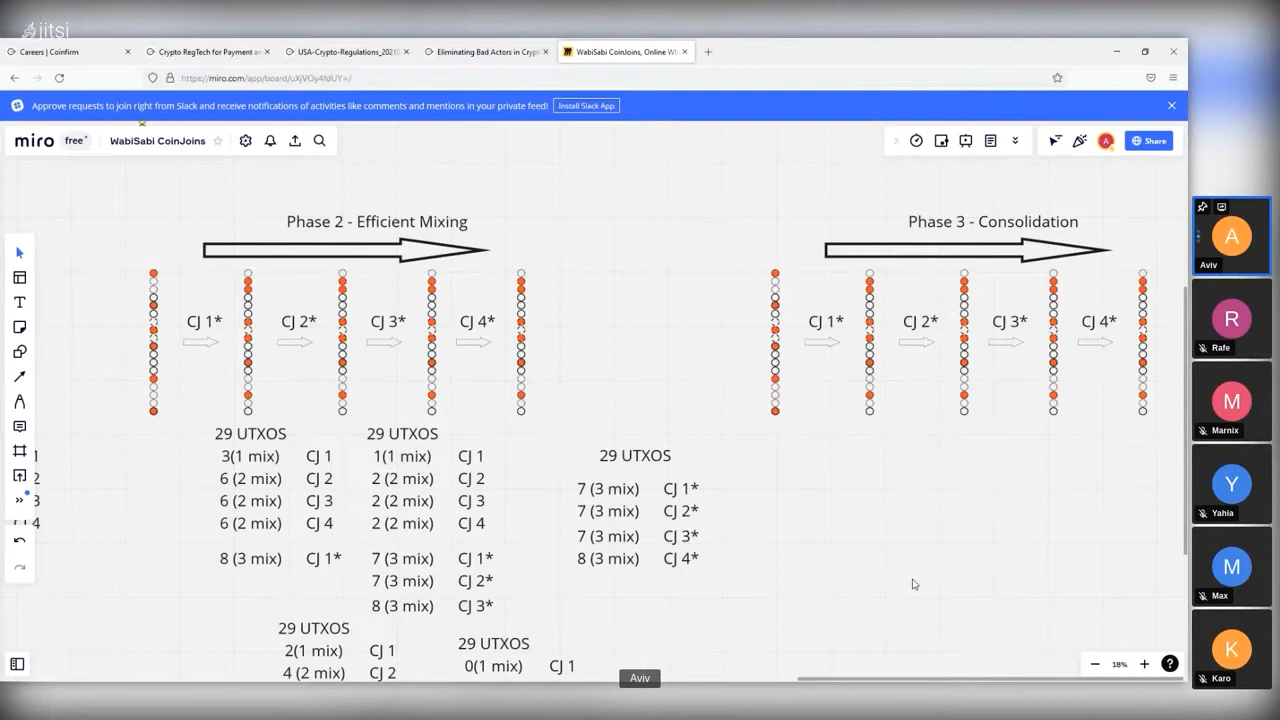 jitsi
Careers | Coinfirm
Crypto RegTech for Payment a
USA-Crypto-Regulations_2021
Eliminating Bad Actors in Crypt
WabiSabi CoinJoins, Online Wh
https://miro.com/app/board/uXjVOy4fdUY=/
Approve requests to join right from Slack and receive notifications of activities like comments and mentions in your private feed! Install Slack App
miro free WabiSabi CoinJoins
A Share
Phase 2 - Efficient Mixing
Phase 3 - Consolidation
CJ 1* CJ 2* CJ 3* CJ 4*
CJ 1* CJ 2* CJ 3* CJ 4*
29 UTXOS
3(1 mix) CJ 1
6 (2 mix) CJ 2
6 (2 mix) CJ 3
6 (2 mix) CJ 4
8 (3 mix) CJ 1*
29 UTXOS
1(1 mix) CJ 1
2 (2 mix) CJ 2
2 (2 mix) CJ 3
2 (2 mix) CJ 4
7 (3 mix) CJ 1*
7 (3 mix) CJ 2*
8 (3 mix) CJ 3*
29 UTXOS
7 (3 mix) CJ 1*
7 (3 mix) CJ 2*
7 (3 mix) CJ 3*
8 (3 mix) CJ 4*
1
2
3
4
29 UTXOS
2(1 mix) CJ 1
4 (2 mix) CJ 2
29 UTXOS
0(1 mix) CJ 1
18%
Aviv
A
Aviv
R
Rafe
M
Marnix
Y
Yahia
M
Max
K
Karo